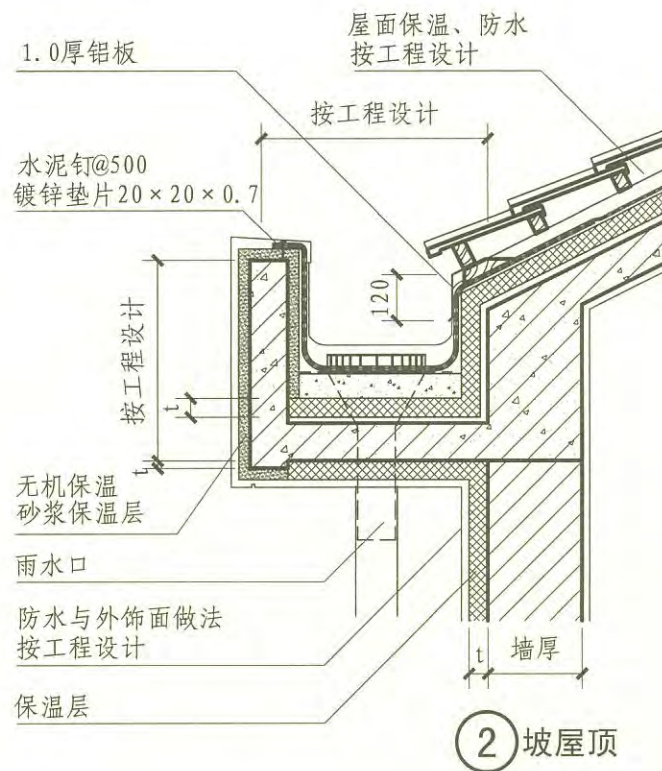 屋面保温、防水
按工程设计
1.0厚铝板
按工程设计
水泥钉@500
镀锌垫片20×20×0.7
120
按工程设计
t
t
无机保温
砂浆保温层
雨水口
防水与外饰面做法
按工程设计
保温层
t
墙厚
2 坡屋顶